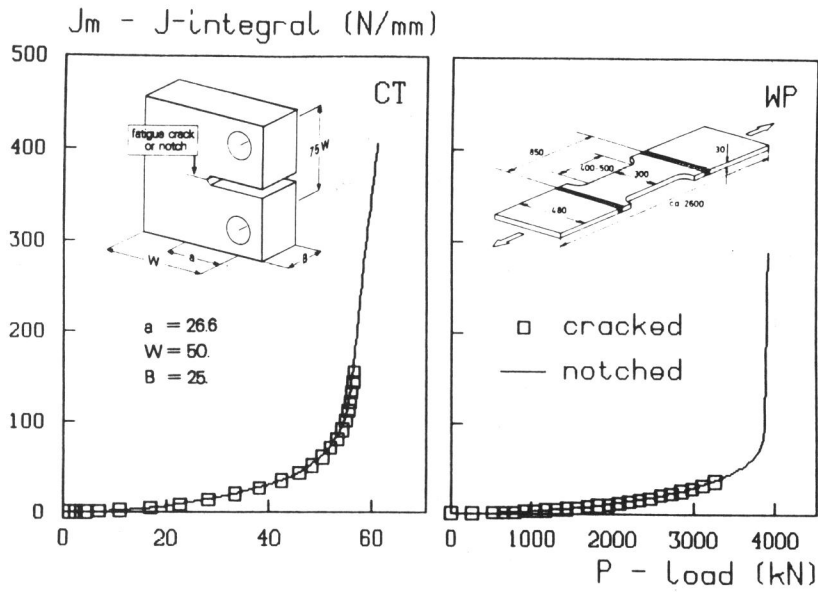 Jm - J-integral (N/mm)
500
400
300
200
100
0
0
20
40
60
CT
fatigue crack
or notch
75 W
W
a
B
a = 26.6
W = 50.
B = 25.
WP
850
400-500
300
30
480
ca 2600
cracked
notched
0
1000
2000
3000
4000
P - load (kN)